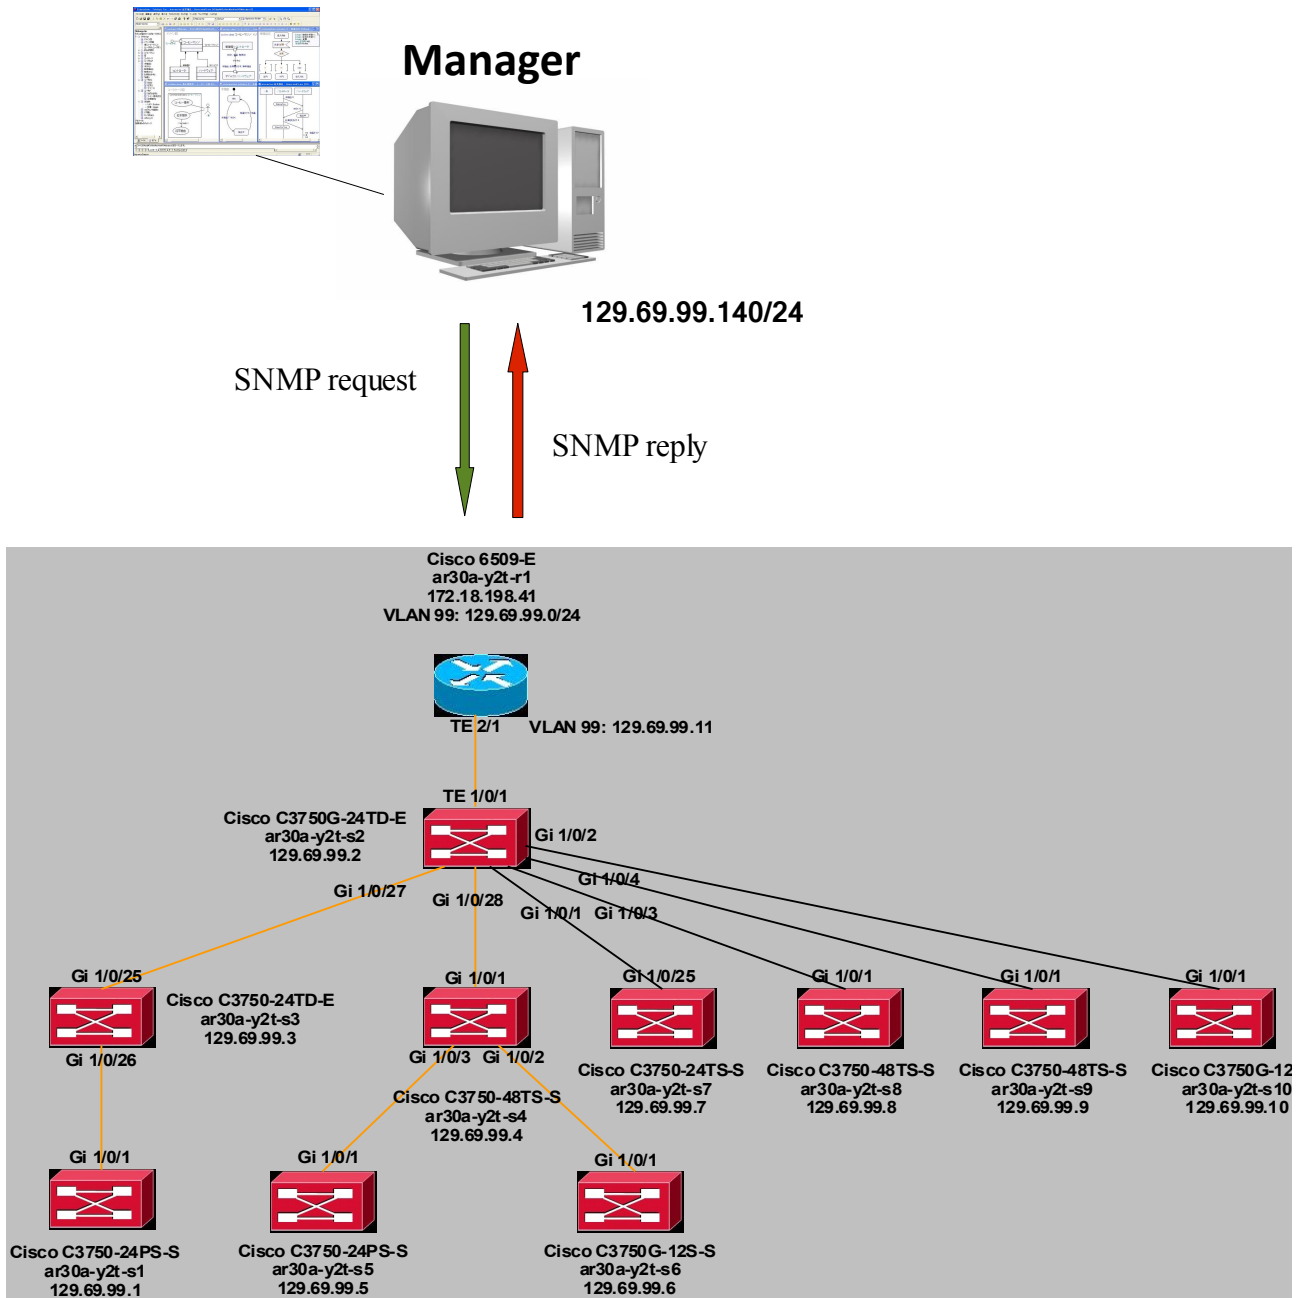 Manager
129.69.99.140/24
SNMP request
SNMP reply
Cisco 6509-E
ar30a-y2t-r1
172.18.198.41
VLAN 99: 129.69.99.0/24
TE 2/1
VLAN 99: 129.69.99.11
TE 1/0/1
Cisco C3750G-24TD-E
ar30a-y2t-s2
129.69.99.2
Gi 1/0/2
Gi 1/0/4
Gi 1/0/27
Gi 1/0/28
Gi 1/0/1
Gi 1/0/3
Gi 1/0/25
Cisco C3750-24TD-E
ar30a-y2t-s3
129.69.99.3
Gi 1/0/26
Gi 1/0/1
Gi 1/0/3
Gi 1/0/2
Cisco C3750-48TS-S
ar30a-y2t-s4
129.69.99.4
Gi 1/0/25
Cisco C3750-24TS-S
ar30a-y2t-s7
129.69.99.7
Gi 1/0/1
Cisco C3750-48TS-S
ar30a-y2t-s8
129.69.99.8
Gi 1/0/1
Cisco C3750-48TS-S
ar30a-y2t-s9
129.69.99.9
Gi 1/0/1
Cisco C3750G-12
ar30a-y2t-s10
129.69.99.10
Gi 1/0/1
Cisco C3750-24PS-S
ar30a-y2t-s1
129.69.99.1
Gi 1/0/1
Cisco C3750-24PS-S
ar30a-y2t-s5
129.69.99.5
Gi 1/0/1
Cisco C3750G-12S-S
ar30a-y2t-s6
129.69.99.6